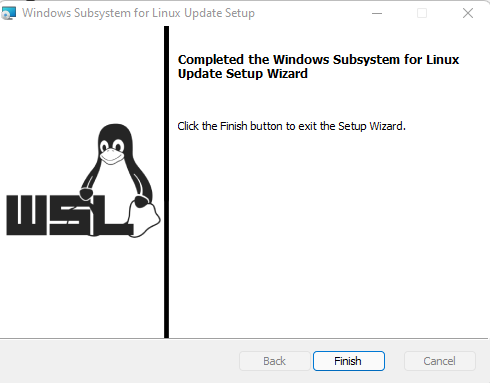 Windows Subsystem for Linux Update Setup
Completed the Windows Subsystem for Linux
Update Setup Wizard
Click the Finish button to exit the Setup Wizard.
WSL
Back
Finish
Cancel